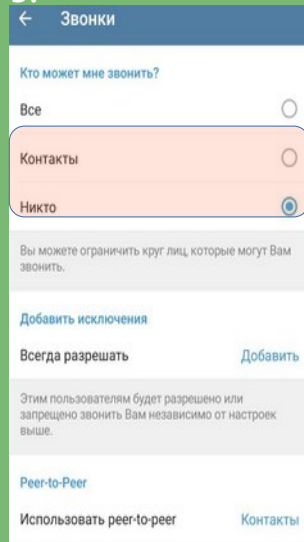 Звонки
Кто может мне звонить?
Все
Контакты
Никто
Вы можете ограничить круг лиц, которые могут Вам
звонить.
Добавить исключения
Всегда разрешать Добавить
Этим пользователям будет разрешено или
запрещено звонить Вам независимо от настроек
выше.
Peer-to-Peer
Использовать peer-to-peer Контакты